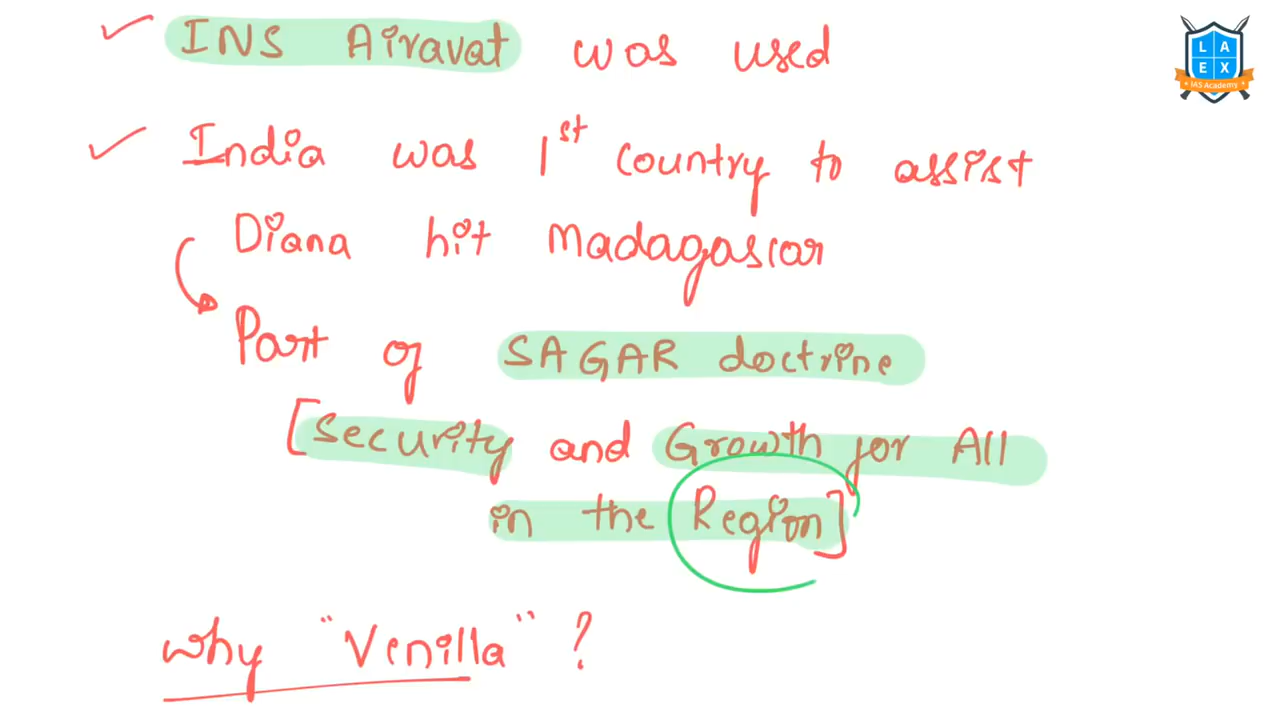 INS Airavat was used
India was 1st country to assist
Diana hit Madagascar
Part of SAGAR doctrine
[Security and Growth for All
in the Region]
why "Venilla" ?
L A
E X
IAS Academy